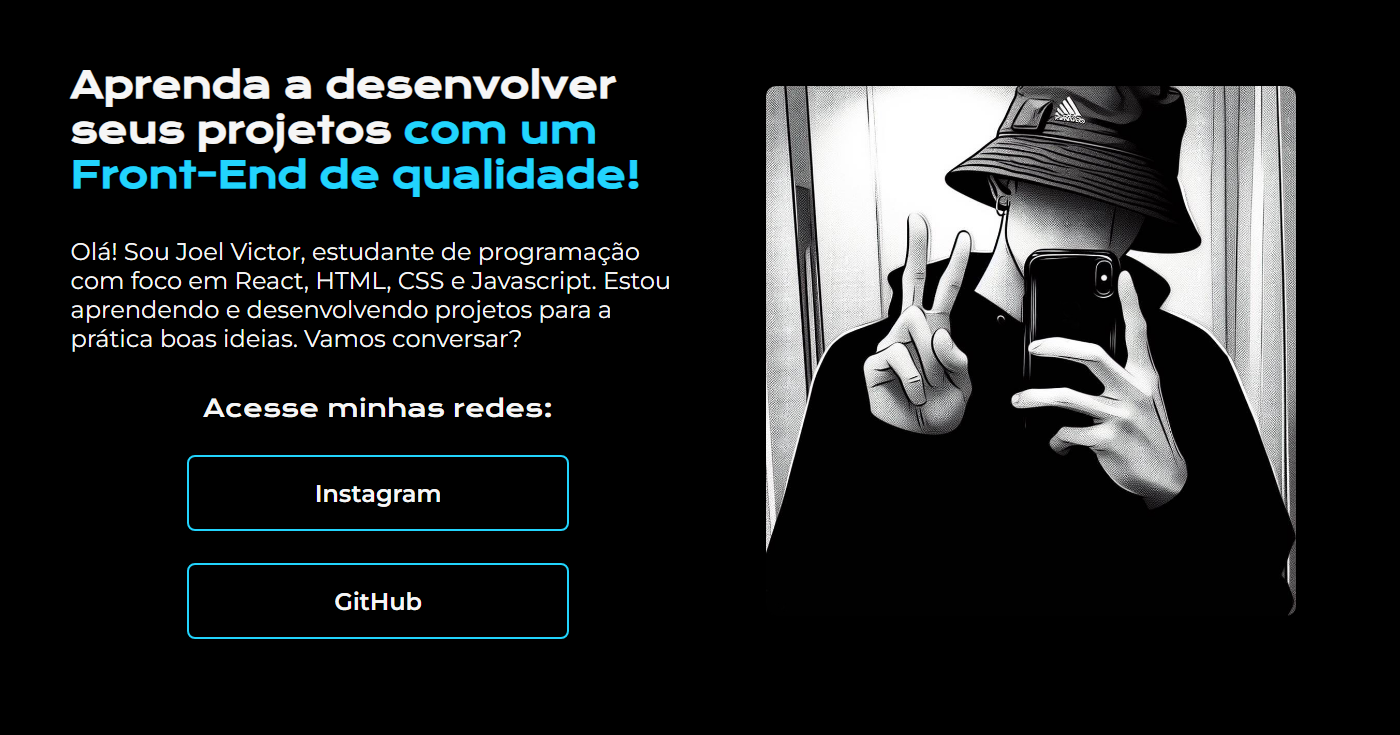 Aprenda a desenvolver
seus projetos com um
Front-End de qualidade!
Olá! Sou Joel Victor, estudante de programação
com foco em React, HTML, CSS e Javascript. Estou
aprendendo e desenvolvendo projetos para a
prática boas ideias. Vamos conversar?
Acesse minhas redes:
Instagram
GitHub